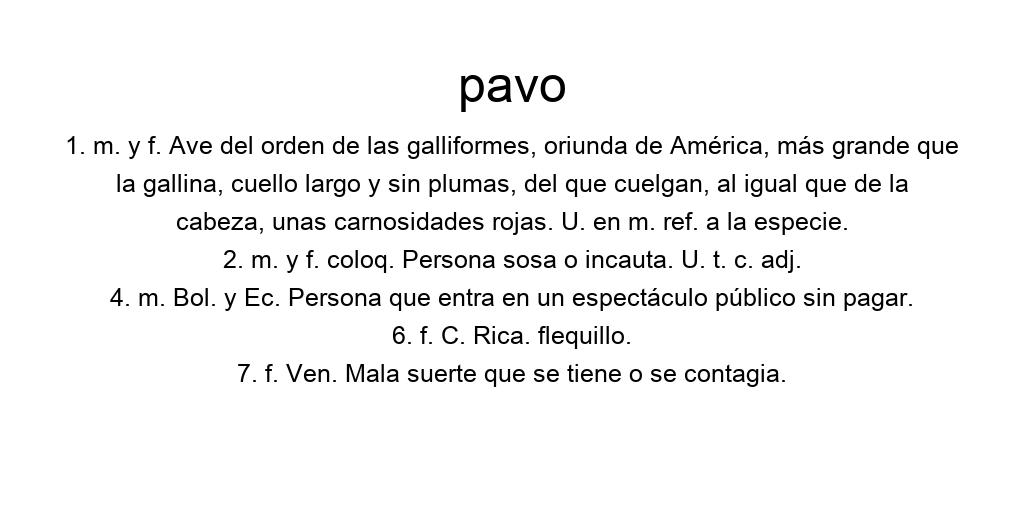 pavo
1. m. y f. Ave del orden de las galliformes, oriunda de América, más grande que
la gallina, cuello largo y sin plumas, del que cuelgan, al igual que de la
cabeza, unas carnosidades rojas. U. en m. ref. a la especie.
2. m. y f. coloq. Persona sosa o incauta. U. t. c. adj.
4. m. Bol. y Ec. Persona que entra en un espectáculo público sin pagar.
6. f. C. Rica. flequillo.
7. f. Ven. Mala suerte que se tiene o se contagia.